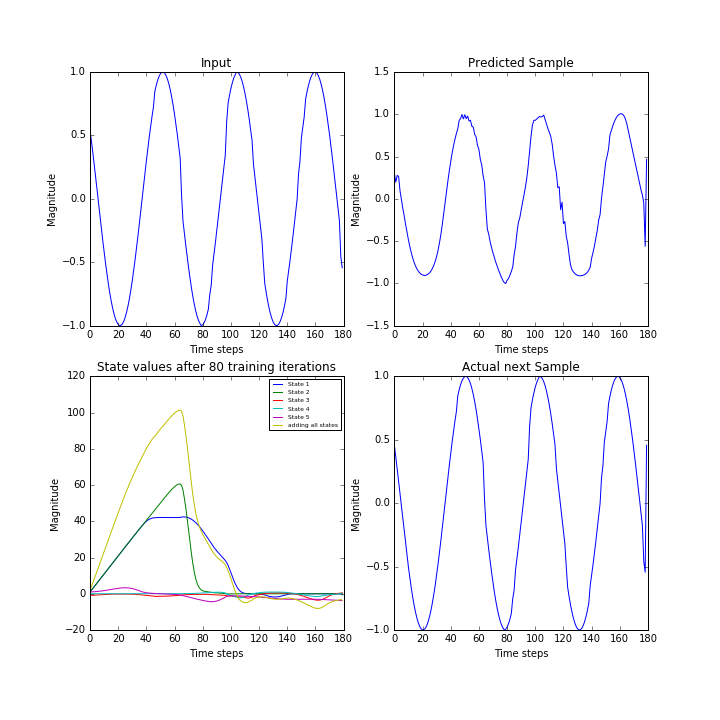 Input
Magnitude
1.0
0.5
0.0
−0.5
−1.0
0 20 40 60 80 100 120 140 160 180
Time steps
Predicted Sample
Magnitude
1.5
1.0
0.5
0.0
−0.5
−1.0
−1.5
0 20 40 60 80 100 120 140 160 180
Time steps
State values after 80 training iterations
Magnitude
120
100
80
60
40
20
0
−20
State 1
State 2
State 3
State 4
State 5
adding all states
0 20 40 60 80 100 120 140 160 180
Time steps
Actual next Sample
Magnitude
1.0
0.5
0.0
−0.5
−1.0
0 20 40 60 80 100 120 140 160 180
Time steps